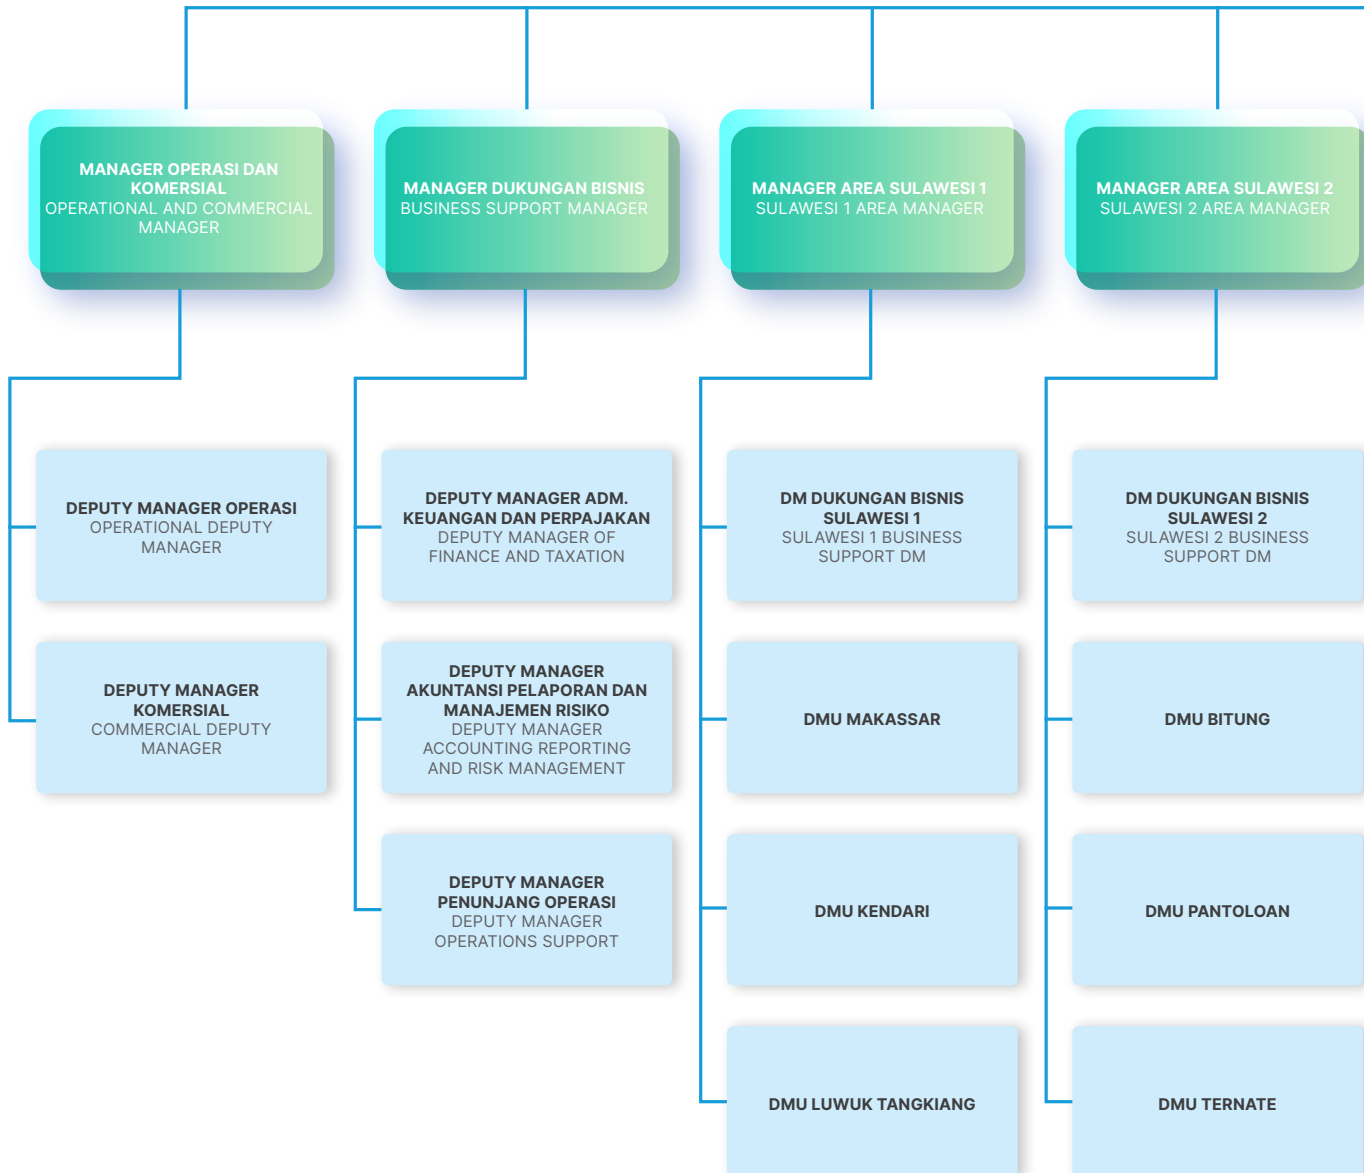 MANAGER OPERASI DAN
KOMERSIAL
OPERATIONAL AND COMMERCIAL
MANAGER
MANAGER DUKUNGAN BISNIS
BUSINESS SUPPORT MANAGER
MANAGER AREA SULAWESI 1
SULAWESI 1 AREA MANAGER
MANAGER AREA SULAWESI 2
SULAWESI 2 AREA MANAGER
DEPUTY MANAGER OPERASI
OPERATIONAL DEPUTY
MANAGER
DEPUTY MANAGER ADM.
KEUANGAN DAN PERPAJAKAN
DEPUTY MANAGER OF
FINANCE AND TAXATION
DM DUKUNGAN BISNIS
SULAWESI 1
SULAWESI 1 BUSINESS
SUPPORT DM
DM DUKUNGAN BISNIS
SULAWESI 2
SULAWESI 2 BUSINESS
SUPPORT DM
DEPUTY MANAGER
KOMERSIAL
COMMERCIAL DEPUTY
MANAGER
DEPUTY MANAGER
AKUNTANSI PELAPORAN DAN
MANAJEMEN RISIKO
DEPUTY MANAGER
ACCOUNTING REPORTING
AND RISK MANAGEMENT
DMU MAKASSAR
DMU BITUNG
DEPUTY MANAGER
PENUNJANG OPERASI
DEPUTY MANAGER
OPERATIONS SUPPORT
DMU KENDARI
DMU PANTOLOAN
DMU LUWUK TANGKIANG
DMU TERNATE